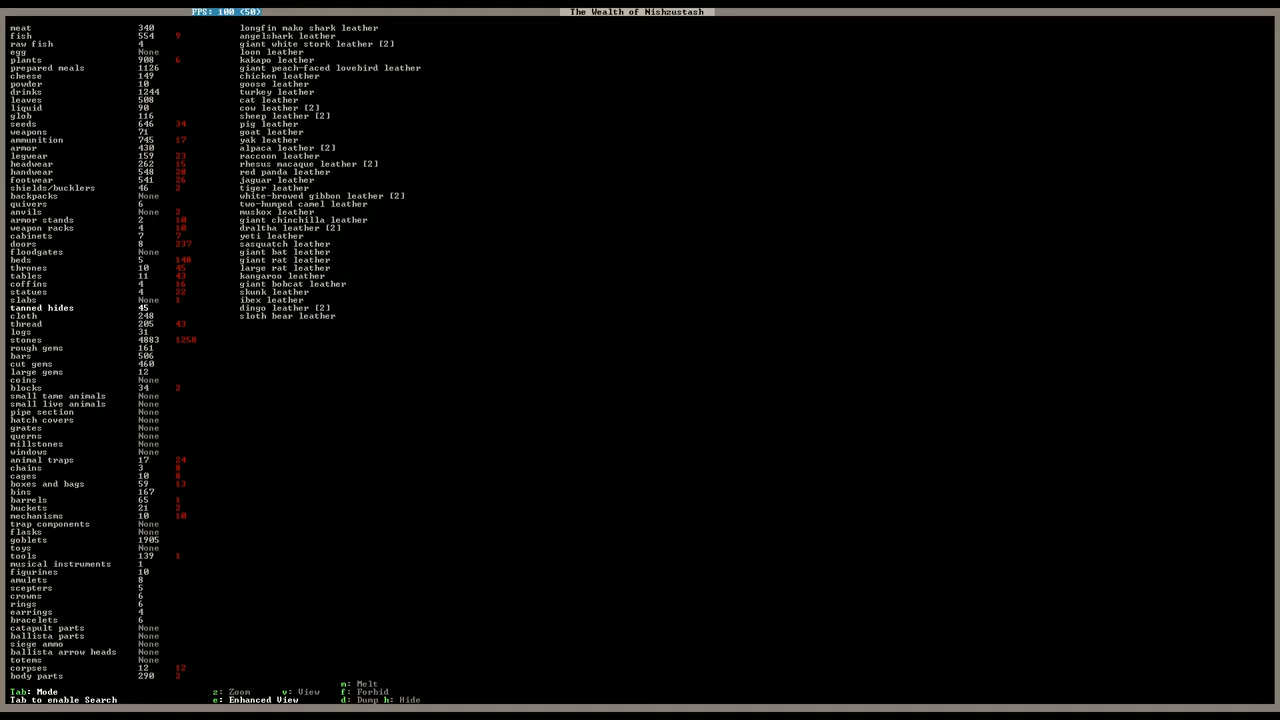 FPS: 100 (50) The Wealth of Nishzustash
meat 340 longfin mako shark leather
fish 554 9 angelshark leather
raw fish 4 giant white stork leather [2]
egg None loon leather
plants 908 6 kakapo leather
prepared meals 1126 giant peach-faced lovebird leather
cheese 149 chicken leather
powder 10 goose leather
drinks 1244 turkey leather
leaves 508 cat leather
liquid 90 cow leather [2]
glob 116 sheep leather [2]
seeds 646 34 pig leather
weapons 71 goat leather
ammunition 745 17 yak leather
armor 430 alpaca leather [2]
legwear 159 23 raccoon leather
headwear 262 15 rhesus macaque leather [2]
handwear 548 28 red panda leather
footwear 541 26 jaguar leather
shields/bucklers 46 2 tiger leather
backpacks None white-browed gibbon leather [2]
quivers 6 two-humped camel leather
anvils None 2 muskox leather
armor stands 2 10 giant chinchilla leather
weapon racks 4 10 draltha leather [2]
cabinets 7 7 yeti leather
doors 8 237 sasquatch leather
floodgates None giant bat leather
beds 5 148 giant rat leather
thrones 10 45 large rat leather
tables 11 43 kangaroo leather
coffins 4 16 giant bobcat leather
statues 4 22 skunk leather
slabs None 1 ibex leather
tanned hides 45 dingo leather [2]
cloth 248 sloth bear leather
thread 205 43
logs 31
stones 4883 1258
rough gems 161
bars 506
cut gems 460
large gems 12
coins None
blocks 34 2
small tame animals None
small live animals None
pipe section None
hatch covers None
grates None
querns None
millstones None
windows None
animal traps 17 24
chains 3 8
cages 10 8
boxes and bags 59 13
bins 167
barrels 65 1
buckets 21 2
mechanisms 10 10
trap components None
flasks None
goblets 1905
toys None
tools 139 1
musical instruments 1
figurines 10
amulets 8
scepters 5
crowns 6
rings 6
earrings 4
bracelets 6
catapult parts None
ballista parts None
siege ammo None
ballista arrow heads None
totems None
corpses 12 12
body parts 290 2
m: Melt
Tab: Mode z: Zoom v: View f: Forbid
Tab to enable Search e: Enhanced View d: Dump h: Hide